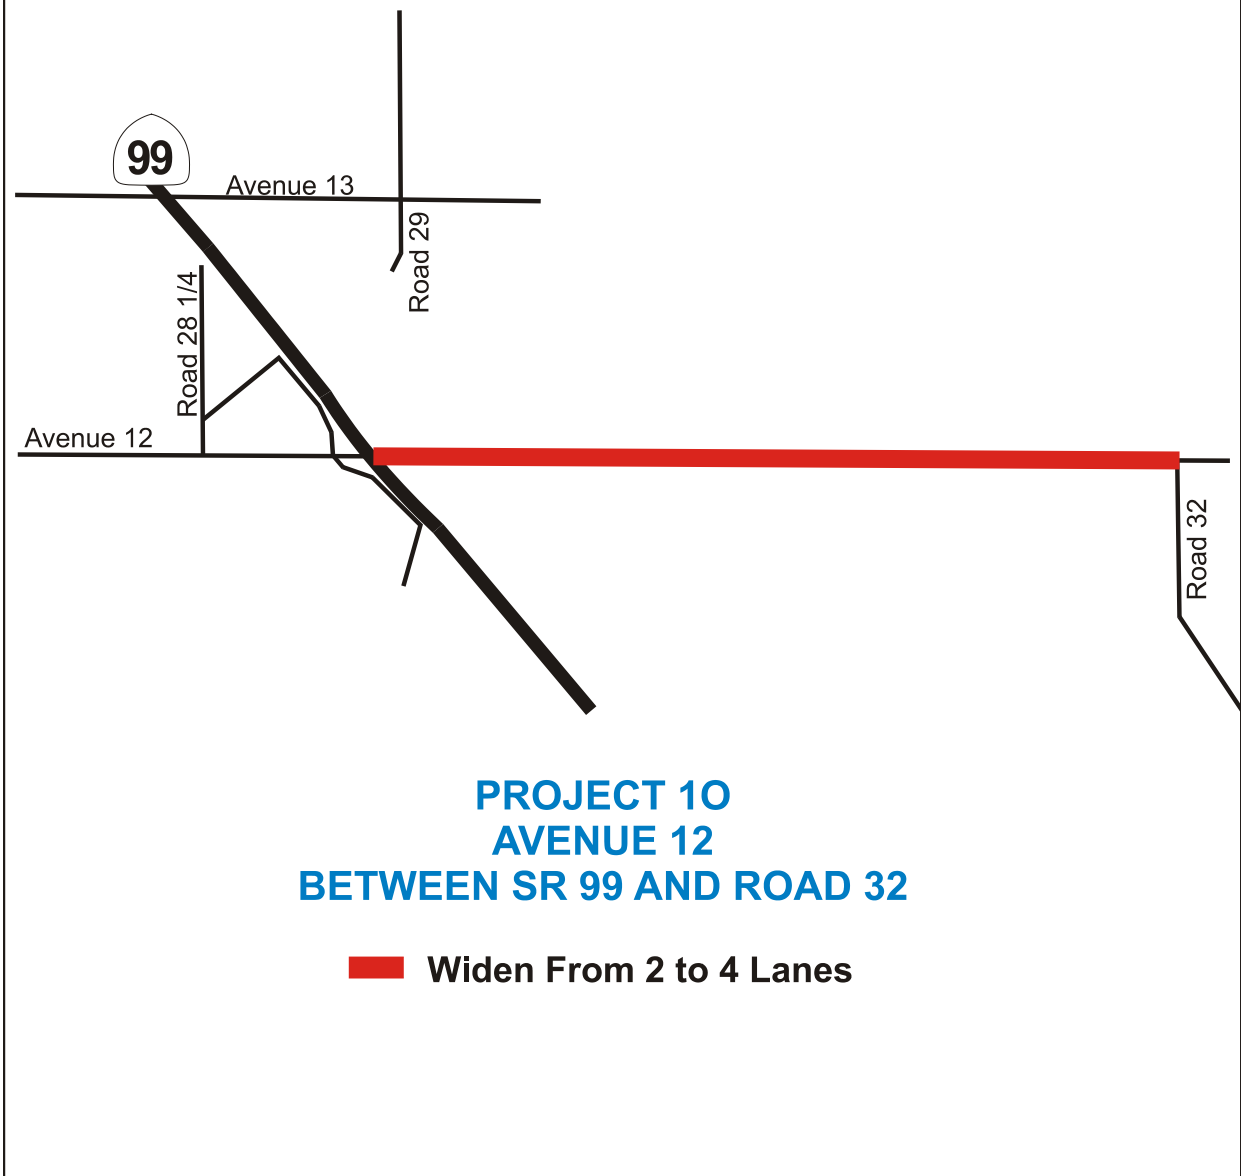 99
Avenue 13
Road 29
Road 28 1/4
Avenue 12
Road 32
PROJECT 1O
AVENUE 12
BETWEEN SR 99 AND ROAD 32
Widen From 2 to 4 Lanes